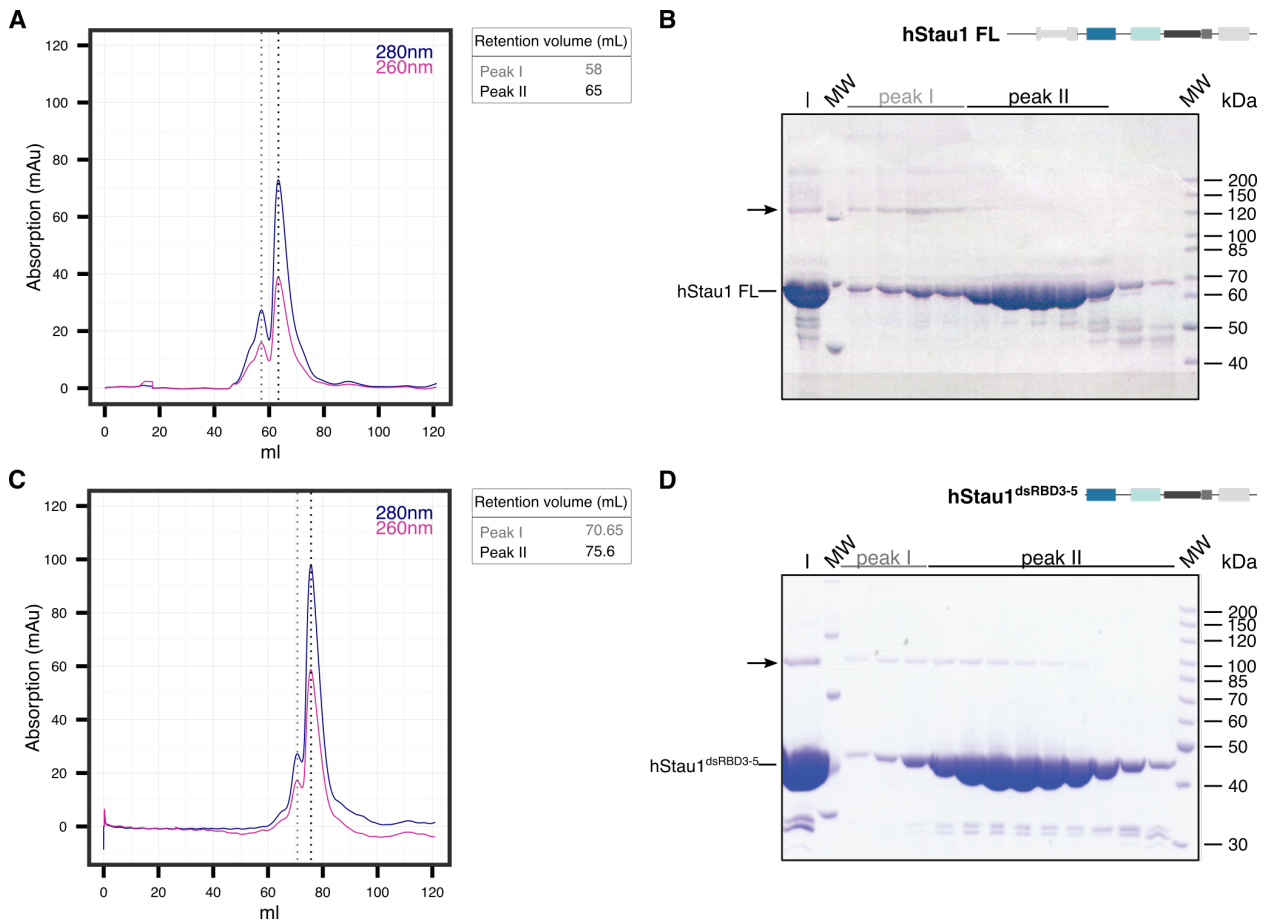 A
120
100
80
60
40
20
0
Absorption (mAu)
0 20 40 60 80 100 120
ml
280nm
260nm
Retention volume (mL)
Peak I 58
Peak II 65
B
hStau1 FL
I MW peak I peak II MW kDa
hStau1 FL
200
150
120
100
85
70
60
50
40
C
120
100
80
60
40
20
0
Absorption (mAu)
0 20 40 60 80 100 120
ml
280nm
260nm
Retention volume (mL)
Peak I 70.65
Peak II 75.6
D
hStau1dsRBD3-5
I MW peak I peak II MW kDa
hStau1dsRBD3-5
200
150
120
100
85
70
60
50
40
30